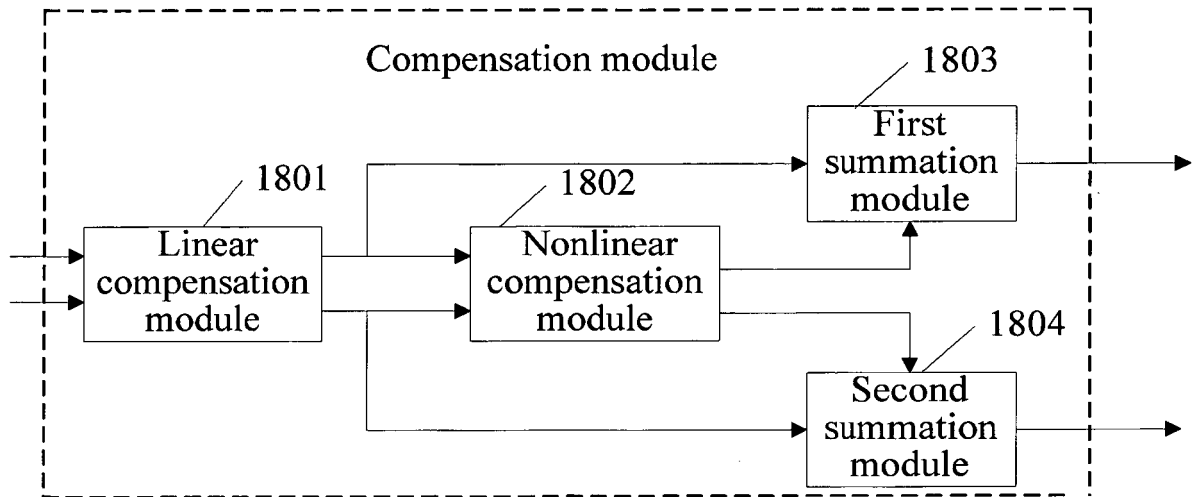 Compensation module
1803
First
summation
module
1801
1802
Linear
compensation
module
Nonlinear
compensation
module
1804
Second
summation
module